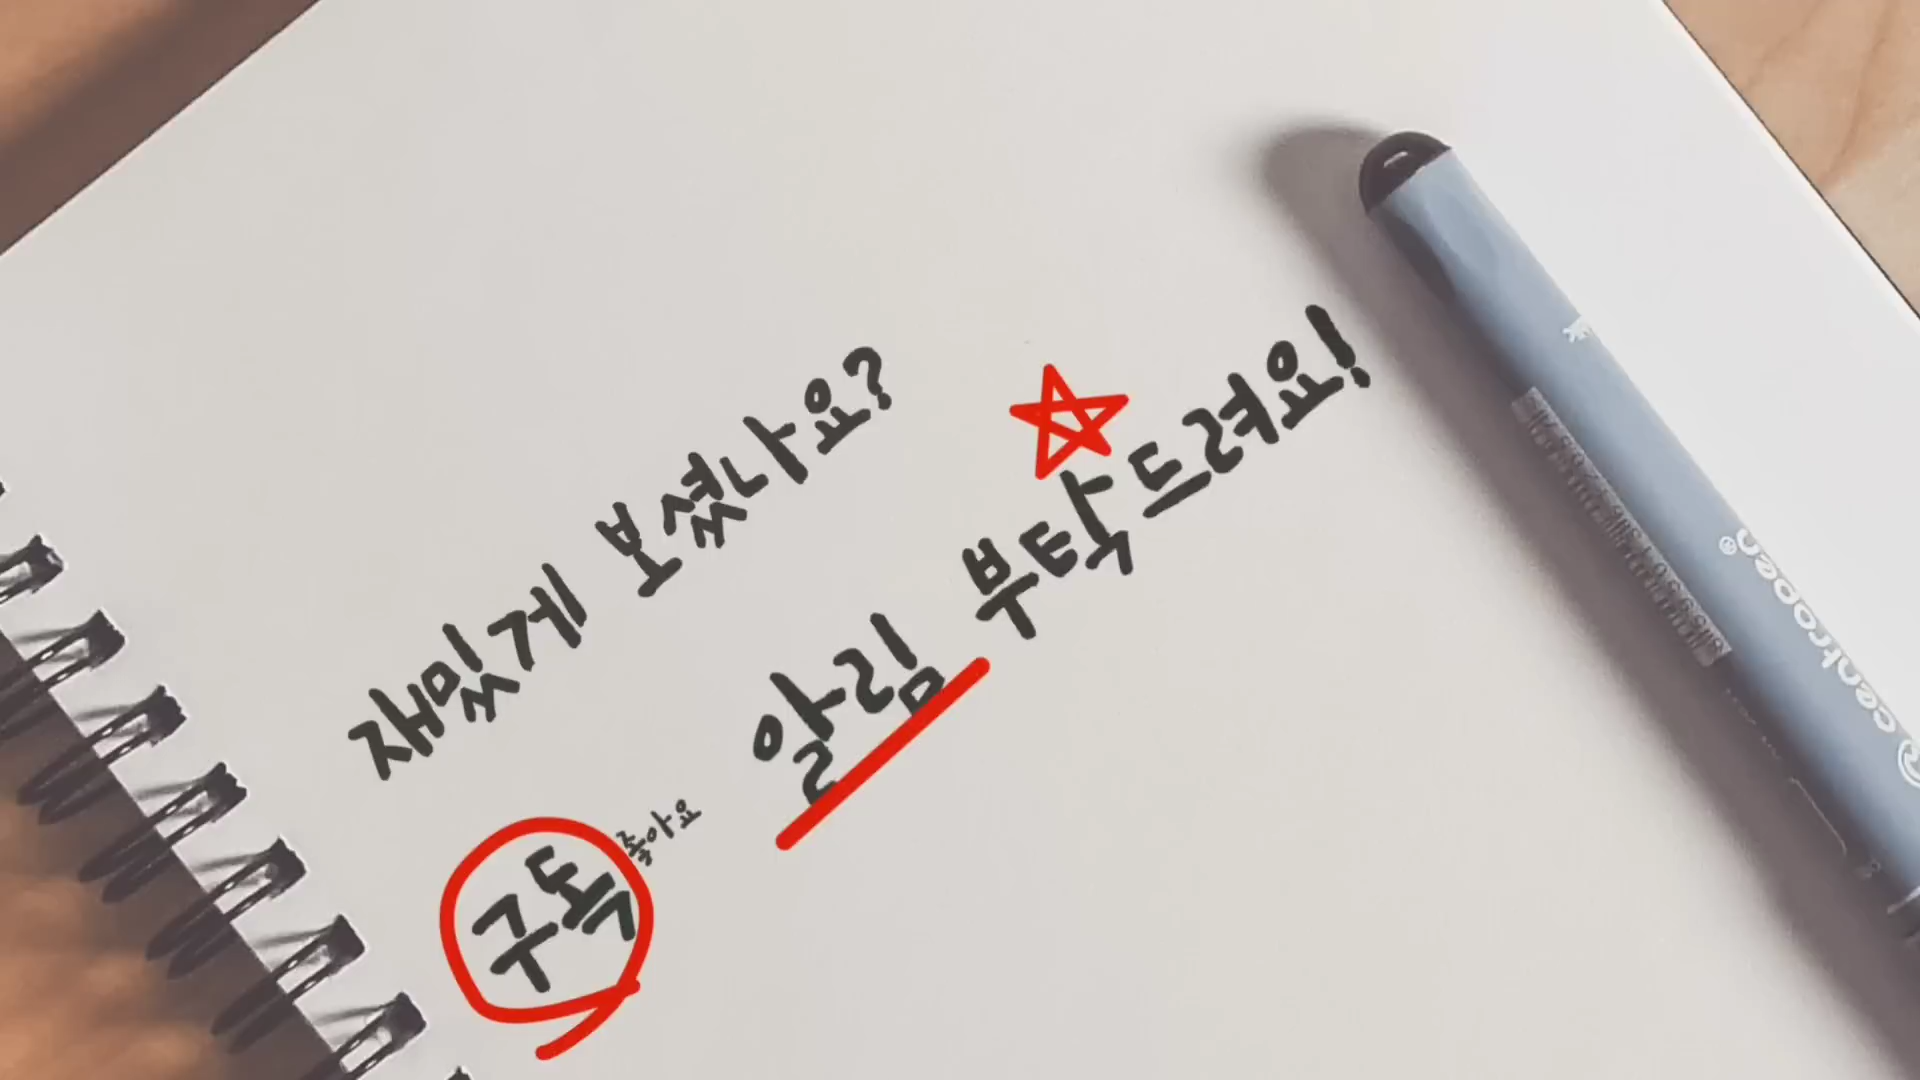 재밌게 보셨나요?
구독 좋아요 알림 부탁드려요!
centropen